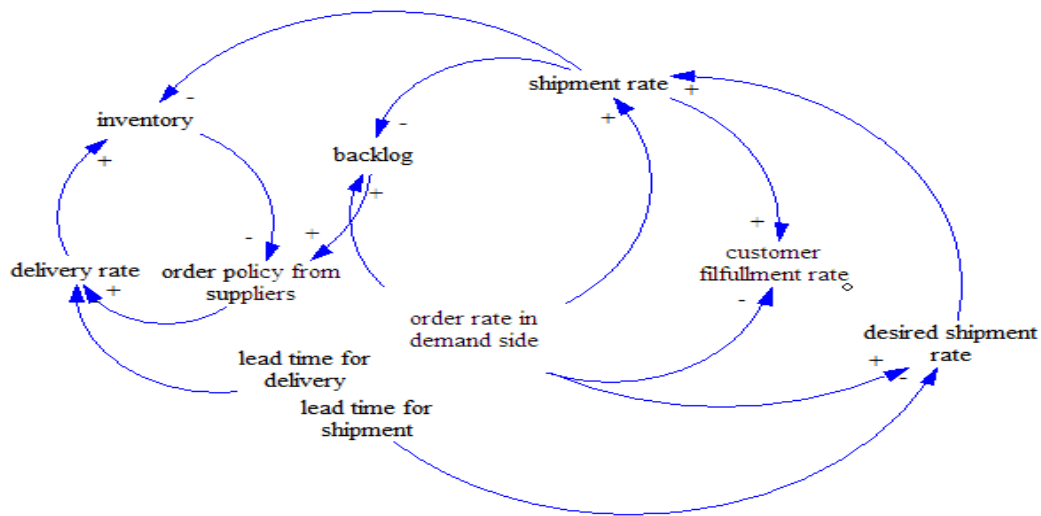 shipment rate
+
-
inventory
+
-
backlog
+
+
+
-
+
customer
filfullment rate
-
delivery rate
+
order policy from
suppliers
order rate in
demand side
desired shipment
rate
+
-
lead time for
delivery
lead time for
shipment